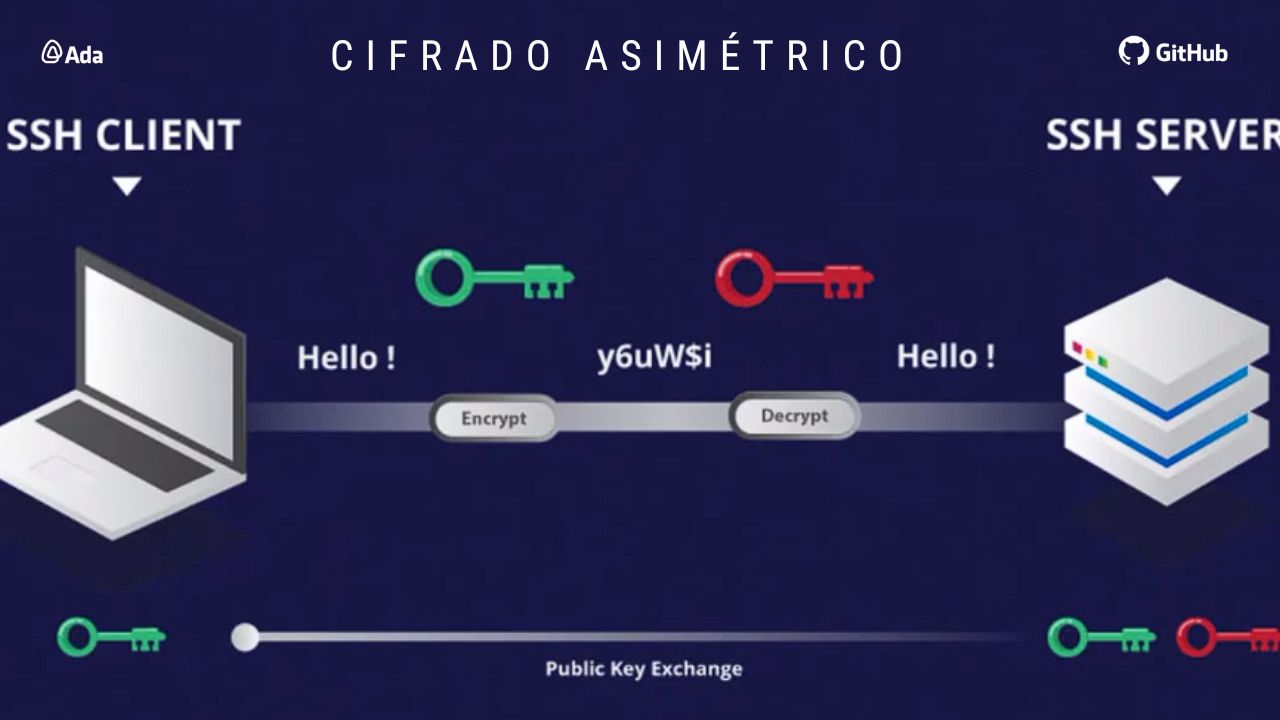 Ada
CIFRADO ASIMÉTRICO
GitHub
SSH CLIENT
SSH SERVER
Hello !
y6uW$i
Hello !
Encrypt
Decrypt
Public Key Exchange